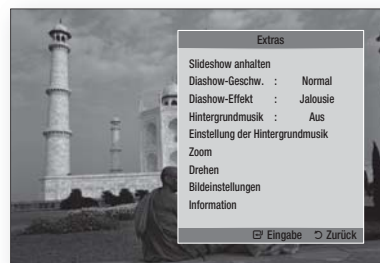 Extras
Slideshow anhalten
Diashow-Geschw. : Normal
Diashow-Effekt : Jalousie
Hintergrundmusik : Aus
Einstellung der Hintergrundmusik
Zoom
Drehen
Bildeinstellungen
Information
Eingabe Zurück